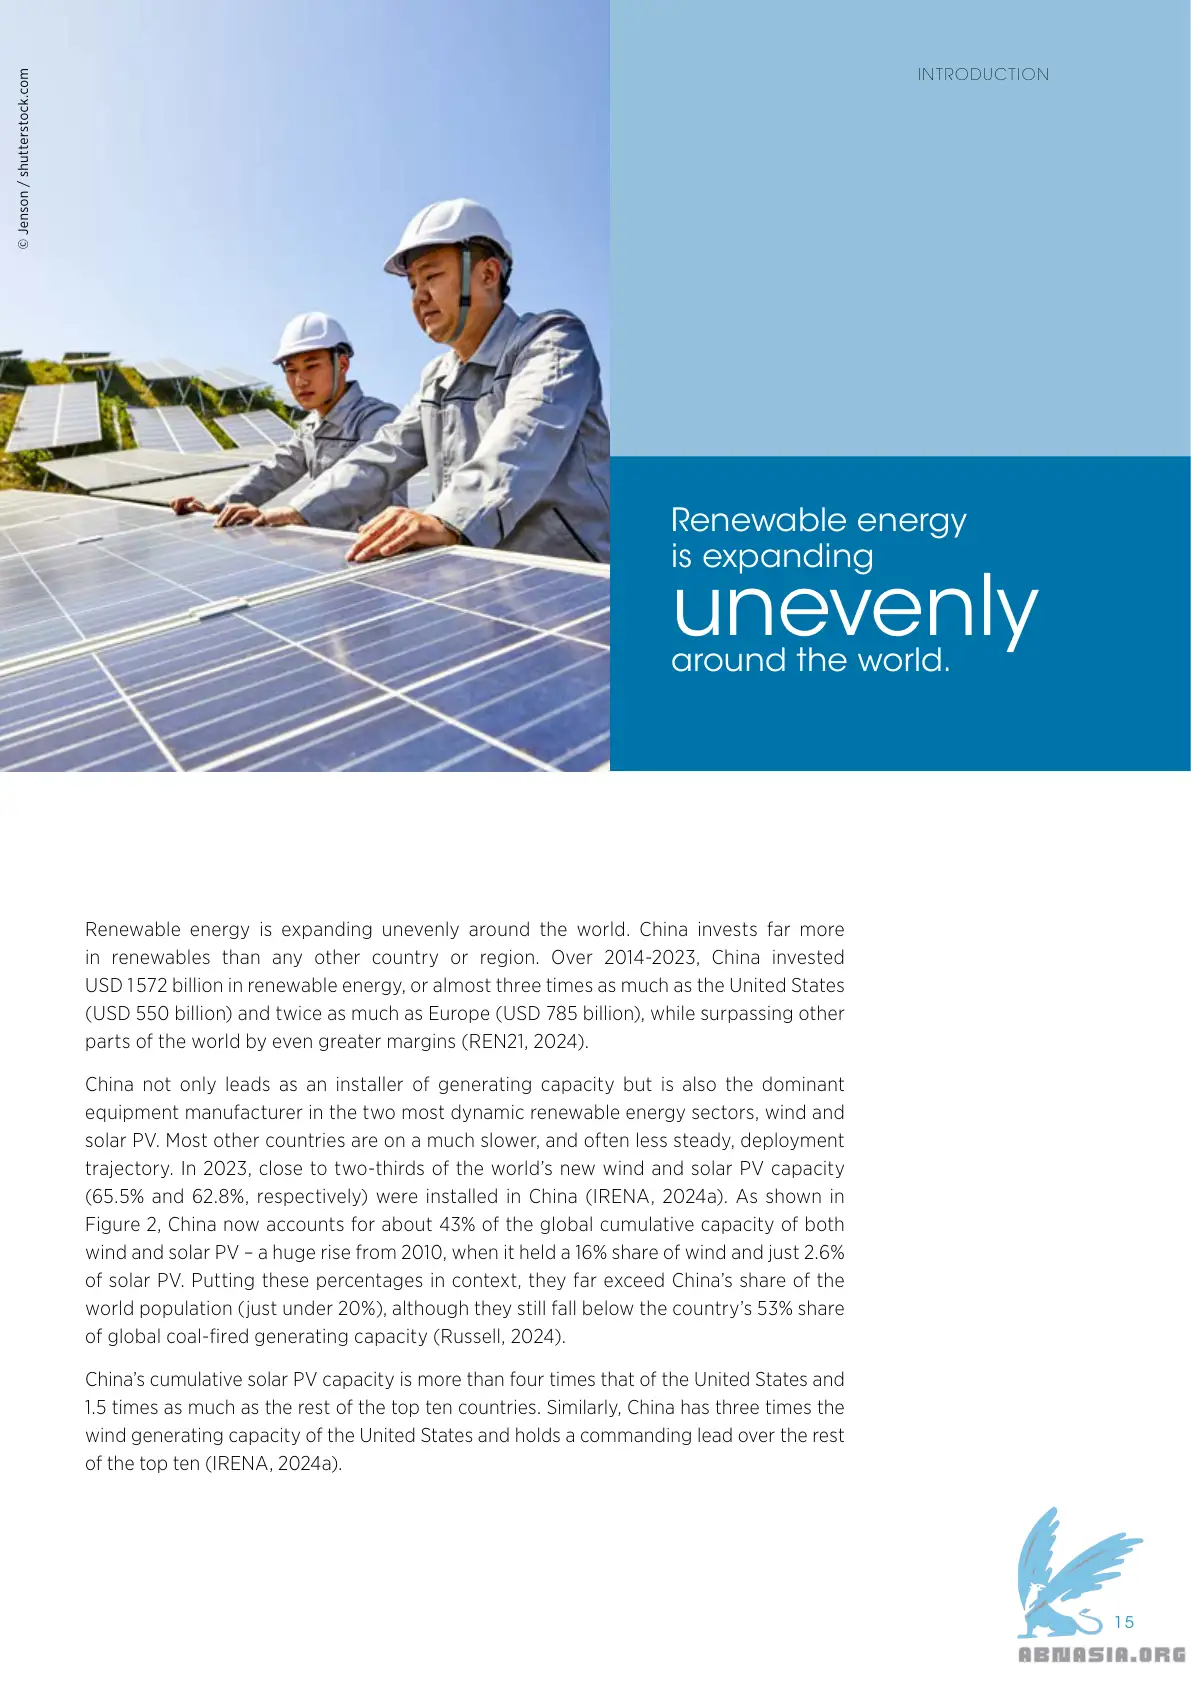 © Jenson / shutterstock.com
INTRODUCTION
Renewable energy
is expanding
unevenly
around the world.
Renewable energy is expanding unevenly around the world. China invests far more
in renewables than any other country or region. Over 2014-2023, China invested
USD 1 572 billion in renewable energy, or almost three times as much as the United States
(USD 550 billion) and twice as much as Europe (USD 785 billion), while surpassing other
parts of the world by even greater margins (REN21, 2024).
China not only leads as an installer of generating capacity but is also the dominant
equipment manufacturer in the two most dynamic renewable energy sectors, wind and
solar PV. Most other countries are on a much slower, and often less steady, deployment
trajectory. In 2023, close to two-thirds of the world’s new wind and solar PV capacity
(65.5% and 62.8%, respectively) were installed in China (IRENA, 2024a). As shown in
Figure 2, China now accounts for about 43% of the global cumulative capacity of both
wind and solar PV – a huge rise from 2010, when it held a 16% share of wind and just 2.6%
of solar PV. Putting these percentages in context, they far exceed China’s share of the
world population (just under 20%), although they still fall below the country’s 53% share
of global coal-fired generating capacity (Russell, 2024).
China’s cumulative solar PV capacity is more than four times that of the United States and
1.5 times as much as the rest of the top ten countries. Similarly, China has three times the
wind generating capacity of the United States and holds a commanding lead over the rest
of the top ten (IRENA, 2024a).
15
ABNASIA.ORG